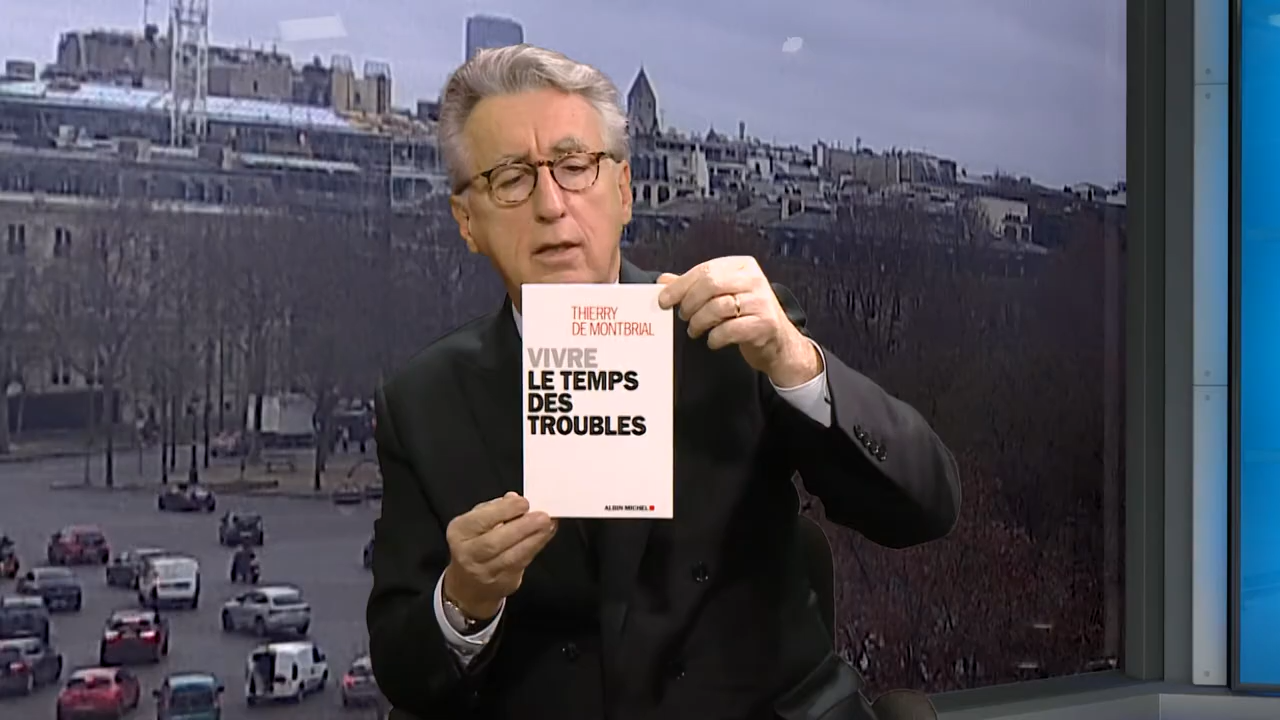 THIERRY
DE MONTBRIAL
VIVRE
LE TEMPS
DES
TROUBLES
ALBIN MICHEL